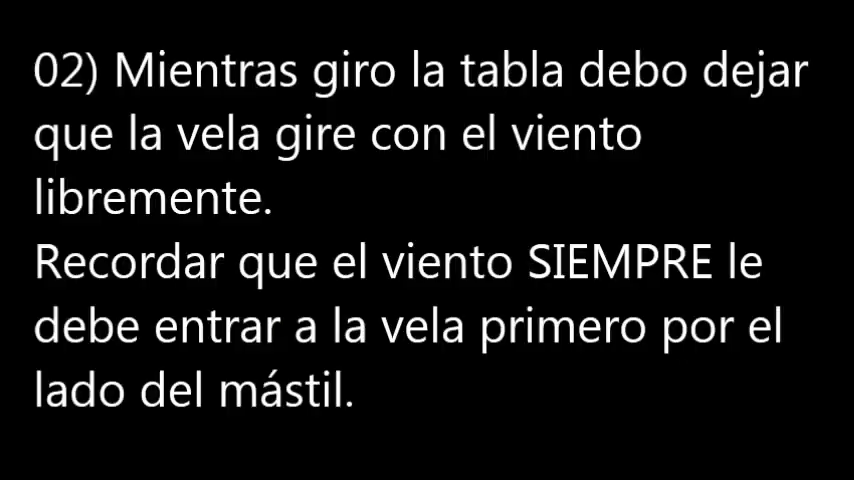 02) Mientras giro la tabla debo dejar
que la vela gire con el viento
libremente.
Recordar que el viento SIEMPRE le
debe entrar a la vela primero por el
lado del mástil.